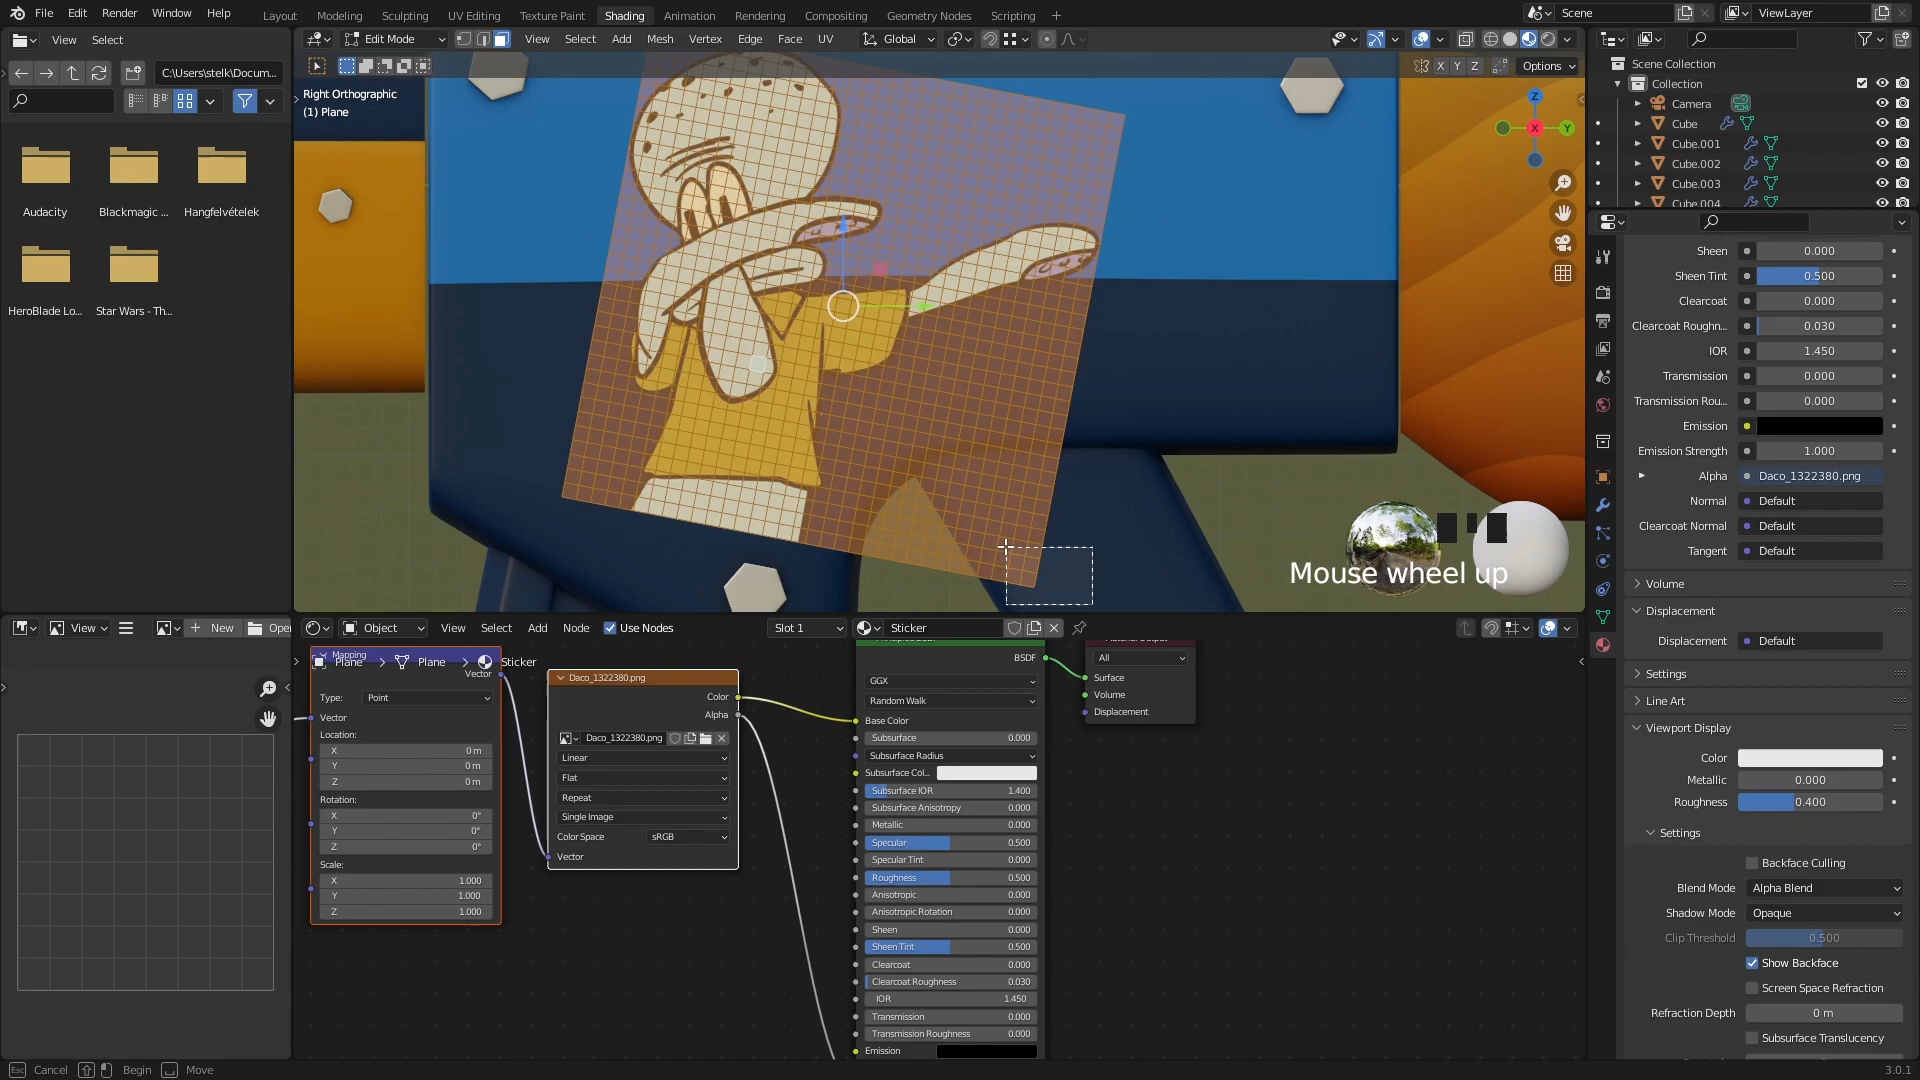 File Edit Render Window Help Layout Modeling Sculpting UV Editing Texture Paint Shading Animation Rendering Compositing Geometry Nodes Scripting + Scene ViewLayer
View Select
Edit Mode View Select Add Mesh Vertex Edge Face UV Global
C:\Users\stelk\Docum...
X Y Z Options
Right Orthographic
(1) Plane
Audacity Blackmagic ... Hangfelvételek
HeroBlade Lo... Star Wars - Th...
Z
X
Y
Mouse wheel up
Scene Collection
Collection
Camera
Cube
Cube.001
Cube.002
Cube.003
Cube.004
Sheen 0.000
Sheen Tint 0.500
Clearcoat 0.000
Clearcoat Roughn... 0.030
IOR 1.450
Transmission 0.000
Transmission Rou... 0.000
Emission
Emission Strength 1.000
Alpha Daco_1322380.png
Normal Default
Clearcoat Normal Default
Tangent Default
Volume
Displacement
Displacement Default
Settings
Line Art
Viewport Display
Color
Metallic 0.000
Roughness 0.400
Settings
Backface Culling
Blend Mode Alpha Blend
Shadow Mode Opaque
Clip Threshold 0.500
Show Backface
Screen Space Refraction
Refraction Depth 0 m
Subsurface Translucency
View + New Open
Object View Select Add Node Use Nodes Slot 1 Sticker
Plane > Plane > Sticker
Mapping
Vector
Type: Point
Vector
Location:
X 0 m
Y 0 m
Z 0 m
Rotation:
X 0°
Y 0°
Z 0°
Scale:
X 1.000
Y 1.000
Z 1.000
Daco_1322380.png
Color
Alpha
Daco_1322380.png
Linear
Flat
Repeat
Single Image
Color Space sRGB
Vector
BSDF
GGX
Random Walk
Base Color
Subsurface 0.000
Subsurface Radius
Subsurface Col...
Subsurface IOR 1.400
Subsurface Anisotropy 0.000
Metallic 0.000
Specular 0.500
Specular Tint 0.000
Roughness 0.500
Anisotropic 0.000
Anisotropic Rotation 0.000
Sheen 0.000
Sheen Tint 0.500
Clearcoat 0.000
Clearcoat Roughness 0.030
IOR 1.450
Transmission 0.000
Transmission Roughness 0.000
Emission
All
Surface
Volume
Displacement
Esc Cancel Begin Move 3.0.1